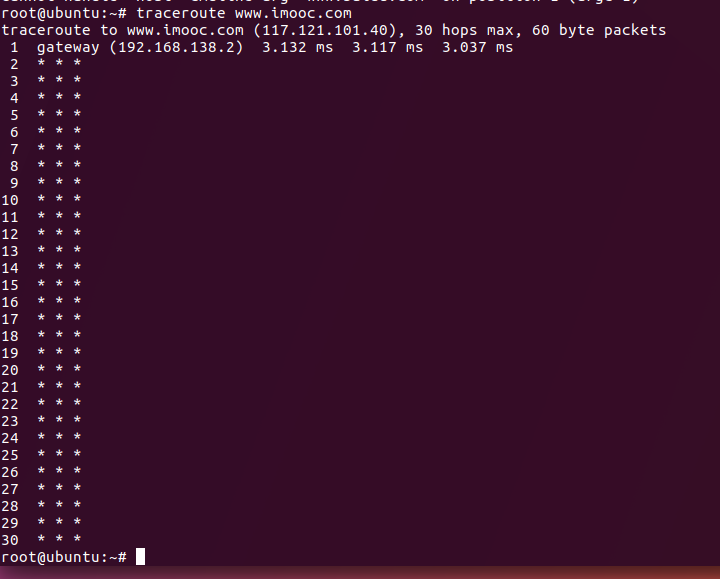 root@ubuntu:~# traceroute www.imooc.com
traceroute to www.imooc.com (117.121.101.40), 30 hops max, 60 byte packets
 1  gateway (192.168.138.2)  3.132 ms  3.117 ms  3.037 ms
 2  * * *
 3  * * *
 4  * * *
 5  * * *
 6  * * *
 7  * * *
 8  * * *
 9  * * *
10  * * *
11  * * *
12  * * *
13  * * *
14  * * *
15  * * *
16  * * *
17  * * *
18  * * *
19  * * *
20  * * *
21  * * *
22  * * *
23  * * *
24  * * *
25  * * *
26  * * *
27  * * *
28  * * *
29  * * *
30  * * *
root@ubuntu:~#